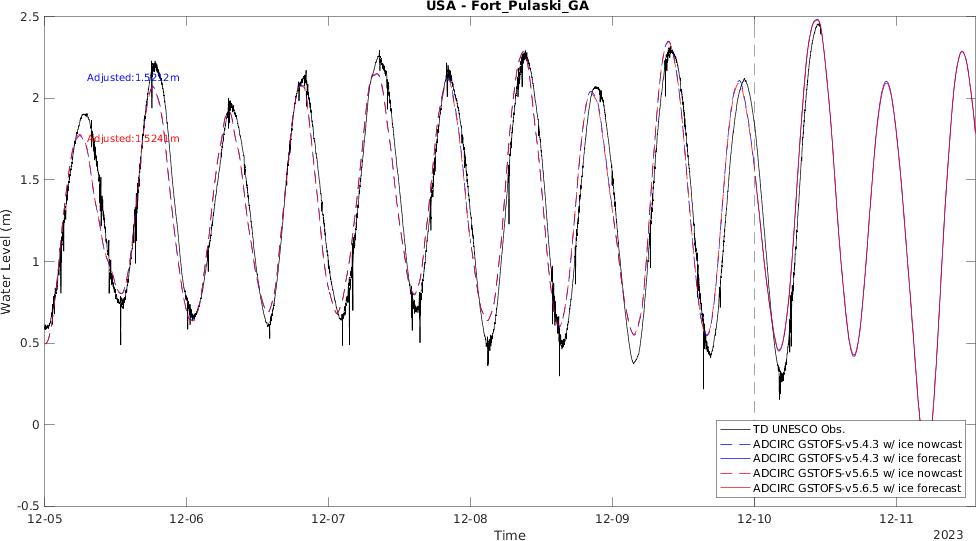 USA - Fort_Pulaski_GA
2.5
2
1.5
1
0.5
0
-0.5
Water Level (m)
Adjusted:1.5212m
Adjusted:1.5241m
TD UNESCO Obs.
ADCIRC GSTOFS-v5.4.3 w/ ice nowcast
ADCIRC GSTOFS-v5.4.3 w/ ice forecast
ADCIRC GSTOFS-v5.6.5 w/ ice nowcast
ADCIRC GSTOFS-v5.6.5 w/ ice forecast
12-05 12-06 12-07 12-08 12-09 12-10 12-11
Time
2023